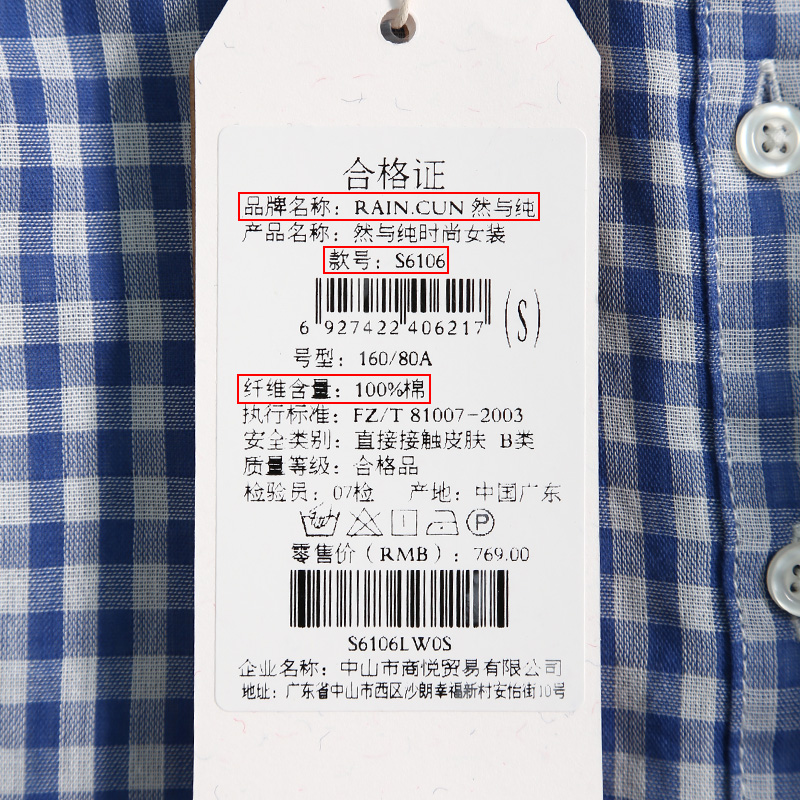 合格证
品牌名称：RAIN.CUN 然与纯
产品名称：然与纯时尚女装
款号：S6106
6 927422 406217 (S)
号型：160/80A
纤维含量：100%棉
执行标准：FZ/T 81007-2003
安全类别：直接接触皮肤 B类
质量等级：合格品
检验员：07检 产地：中国广东
P
零售价（RMB）：769.00
S6106LW0S
企业名称：中山市商悦贸易有限公司
地址：广东省中山市西区沙朗幸福新村安怡街10号